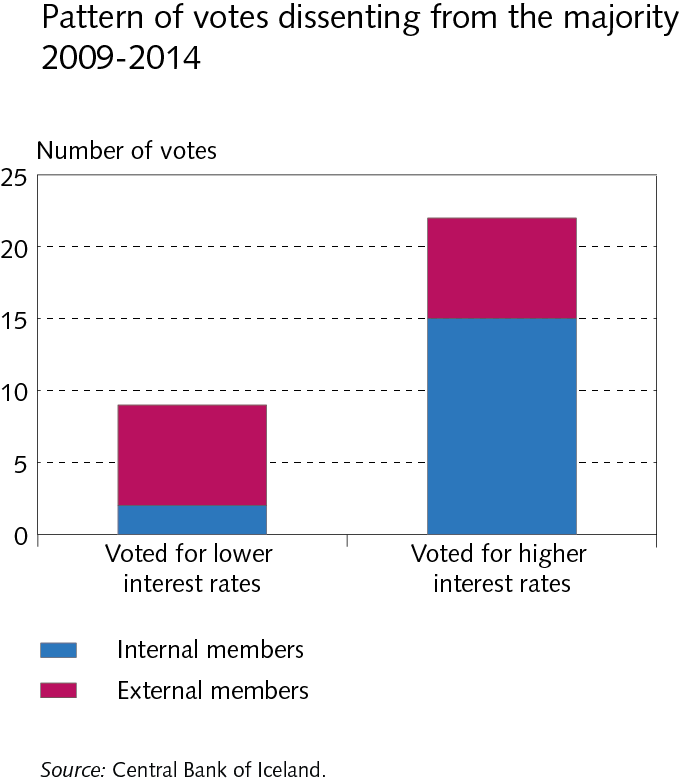 Pattern of votes dissenting from the majority
2009-2014
Number of votes
25
20
15
10
5
0
Voted for lower
interest rates
Voted for higher
interest rates
Internal members
External members
Source: Central Bank of Iceland.